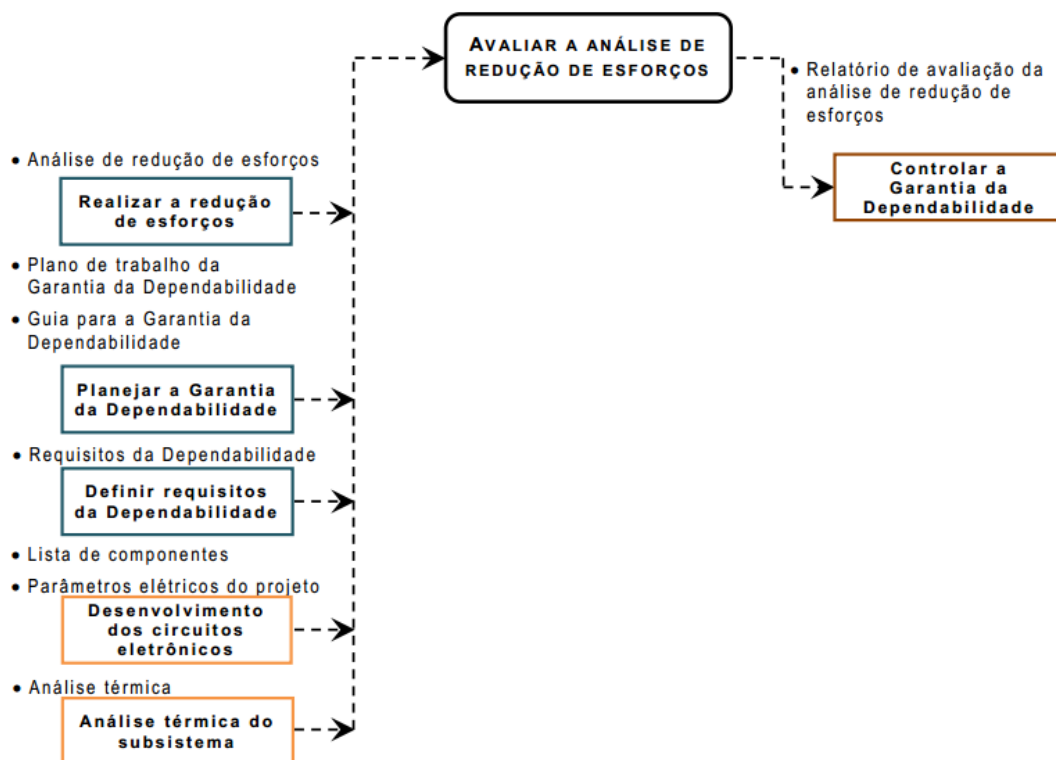 AVALIAR A ANÁLISE DE
REDUÇÃO DE ESFORÇOS
• Relatório de avaliação da
análise de redução de
esforços
Controlar a
Garantia da
Dependabilidade
• Análise de redução de esforços
Realizar a redução
de esforços
• Plano de trabalho da
Garantia da Dependabilidade
• Guia para a Garantia da
Dependabilidade
Planejar a Garantia
da Dependabilidade
• Requisitos da Dependabilidade
Definir requisitos
da Dependabilidade
• Lista de componentes
• Parâmetros elétricos do projeto
Desenvolvimento
dos circuitos
eletrônicos
• Análise térmica
Análise térmica do
subsistema